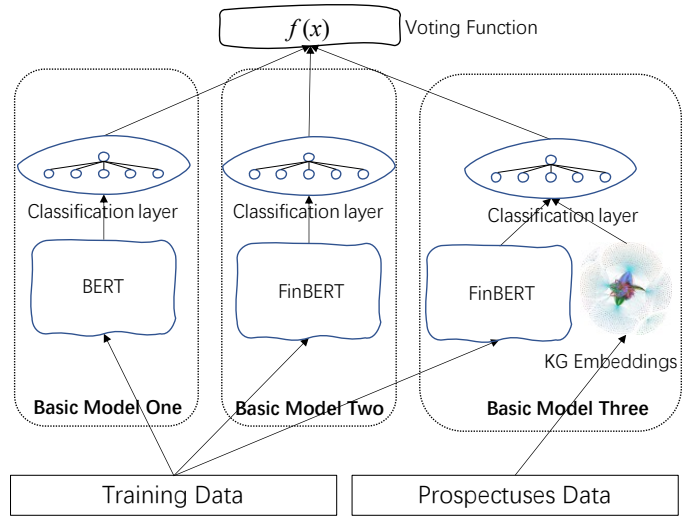 f(x)
Voting Function
Classification layer
Classification layer
Classification layer
BERT
FinBERT
FinBERT
KG Embeddings
Basic Model One
Basic Model Two
Basic Model Three
Training Data
Prospectuses Data